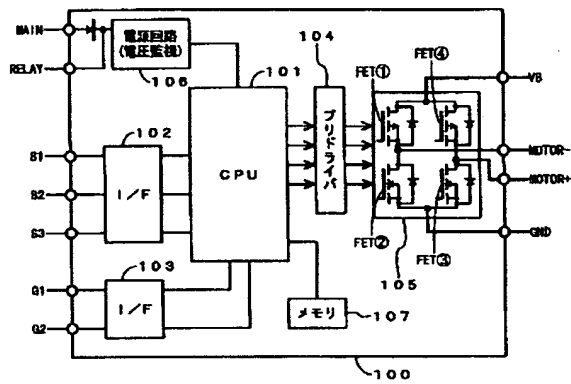 MAIN
RELAY
電源回路
(電圧監視)
106
101
104
FET①
FET④
VB
102
S1
S2
S3
I/F
CPU
プリドライバ
MOTOR-
MOTOR+
GND
FET②
FET③
105
103
G1
G2
I/F
メモリ
107
100